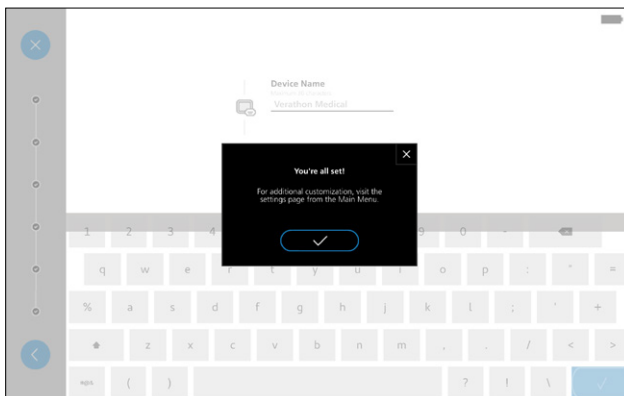 Device Name
Verathon Medical
You're all set!
For additional customization, visit the
settings page from the Main Menu.
1 2 3 4 9 0 -
q w e r t y u i o p : " =
% a s d f g h j k l ; ' +
z x c v b n m , . / < >
( ) ? ! \